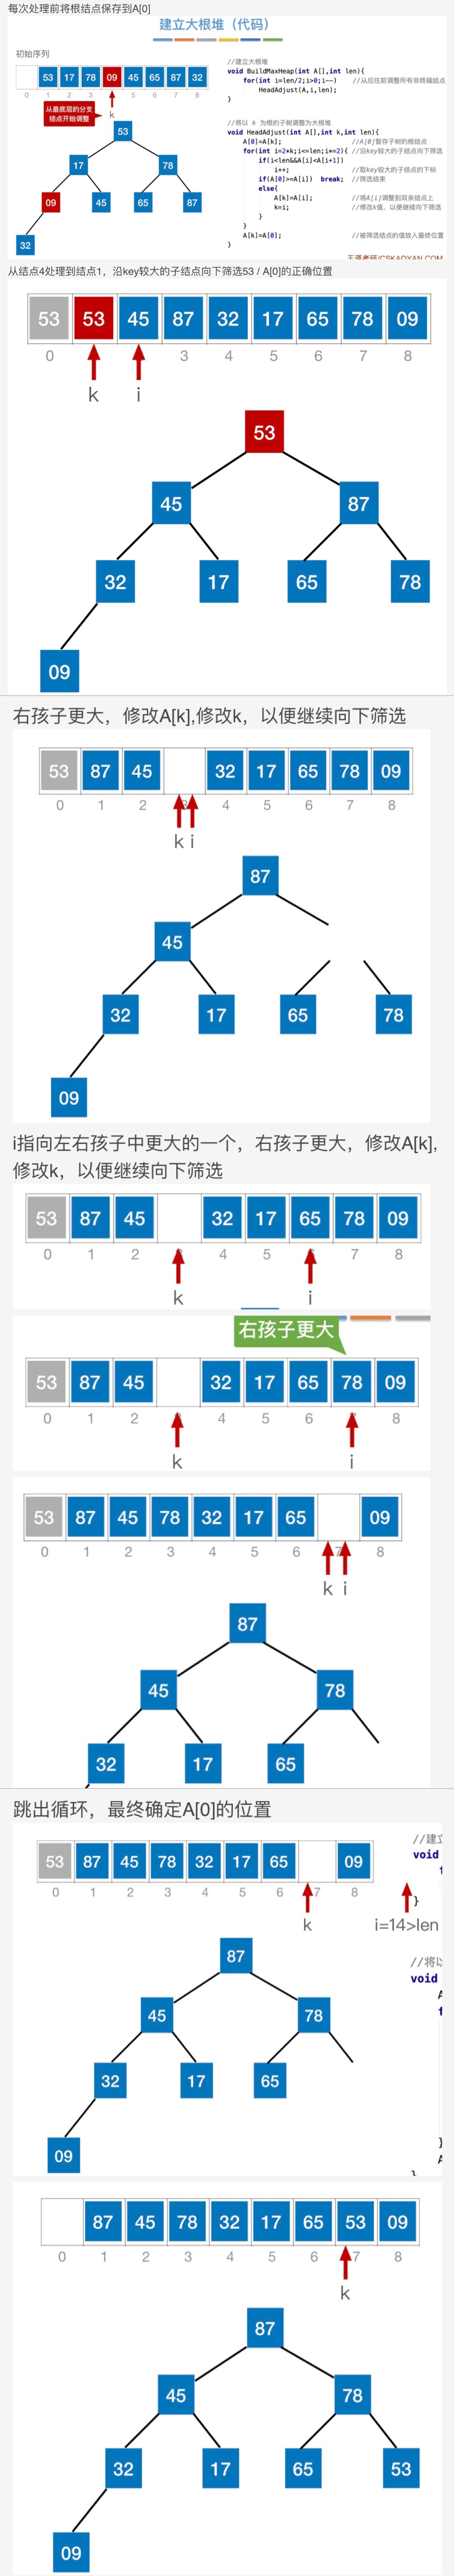 每次处理前将根结点保存到A[0]
建立大根堆（代码）
初始序列
53 17 78 09 45 65 87 32
0 1 2 3 4 5 6 7 8
从最底层的分支
结点开始调整
k
53
17 78
09 45 65 87
32
//建立大根堆
void BuildMaxHeap(int A[],int len){
for(int i=len/2;i>0;i--) //从后往前调整所有非终端结点
HeadAdjust(A,i,len);
}
//将以 k 为根的子树调整为大根堆
void HeadAdjust(int A[],int k,int len){
A[0]=A[k]; //A[0]暂存子树的根结点
for(int i=2*k;i<=len;i*=2){ //沿key较大的子结点向下筛选
if(i<len&&A[i]<A[i+1])
i++; //取key较大的子结点的下标
if(A[0]>=A[i]) break; //筛选结束
else{
A[k]=A[i]; //将A[i]调整到双亲结点上
k=i; //修改k值，以便继续向下筛选
}
}
A[k]=A[0]; //被筛选结点的值放入最终位置
}
王道考研/CSKAOYAN.COM
从结点4处理到结点1，沿key较大的子结点向下筛选53 / A[0]的正确位置
53 53 45 87 32 17 65 78 09
0 3 4 5 6 7 8
k i
53
45 87
32 17 65 78
09
右孩子更大，修改A[k],修改k，以便继续向下筛选
53 87 45 32 17 65 78 09
0 1 2 4 5 6 7 8
k i
87
45
32 17 65 78
09
i指向左右孩子中更大的一个，右孩子更大，修改A[k],
修改k，以便继续向下筛选
53 87 45 32 17 65 78 09
0 1 2 4 5 7 8
k i
右孩子更大
53 87 45 32 17 65 78 09
0 1 2 4 5 6 8
k i
53 87 45 78 32 17 65 09
0 1 2 3 4 5 6 7 8
k i
87
45 78
32 17 65
跳出循环，最终确定A[0]的位置
53 87 45 78 32 17 65 09
0 1 2 3 4 5 6 7 8
k i=14>len
//建立
void
f
}
//将以
void
A
f
}
A
}
87
45 78
32 17 65
09
87 45 78 32 17 65 53 09
0 1 2 3 4 5 6 7 8
k
87
45 78
32 17 65 53
09